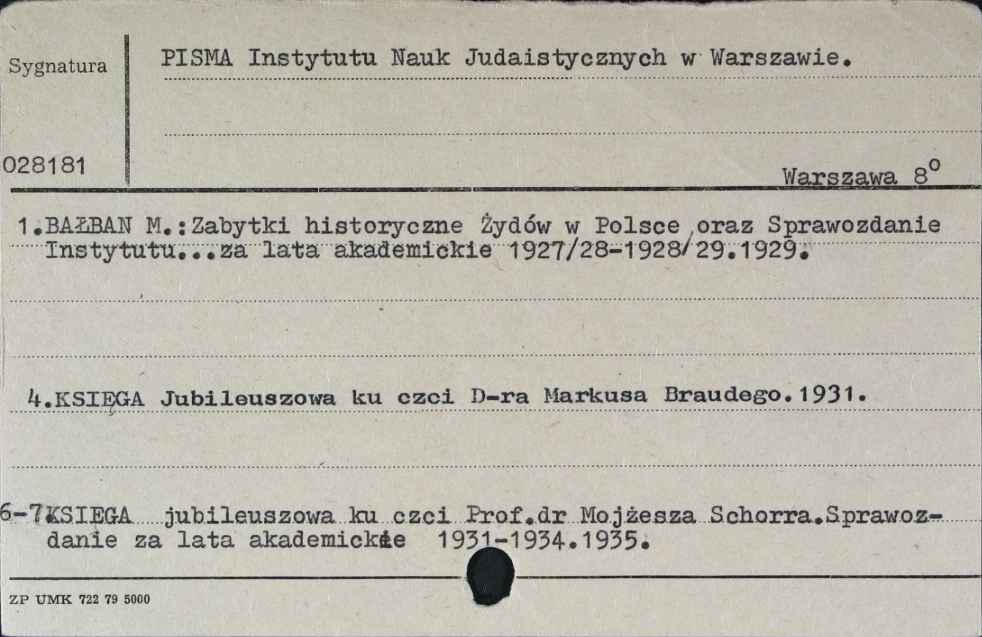 Sygnatura
PISMA Instytutu Nauk Judaistycznych w Warszawie.
028181
Warszawa 8⁰
1.BAŁBAN M.:Zabytki historyczne Żydów w Polsce oraz Sprawozdanie
Instytutu...za lata akademickie 1927/28-1928/29.1929.
4.KSIĘGA Jubileuszowa ku czci D-ra Markusa Braudego.1931.
6-7.KSIEGA jubileuszowa ku czci Prof.dr Mojżesza Schorra.Sprawoz-
danie za lata akademickie 1931-1934.1935.
ZP UMK 722 79 5000